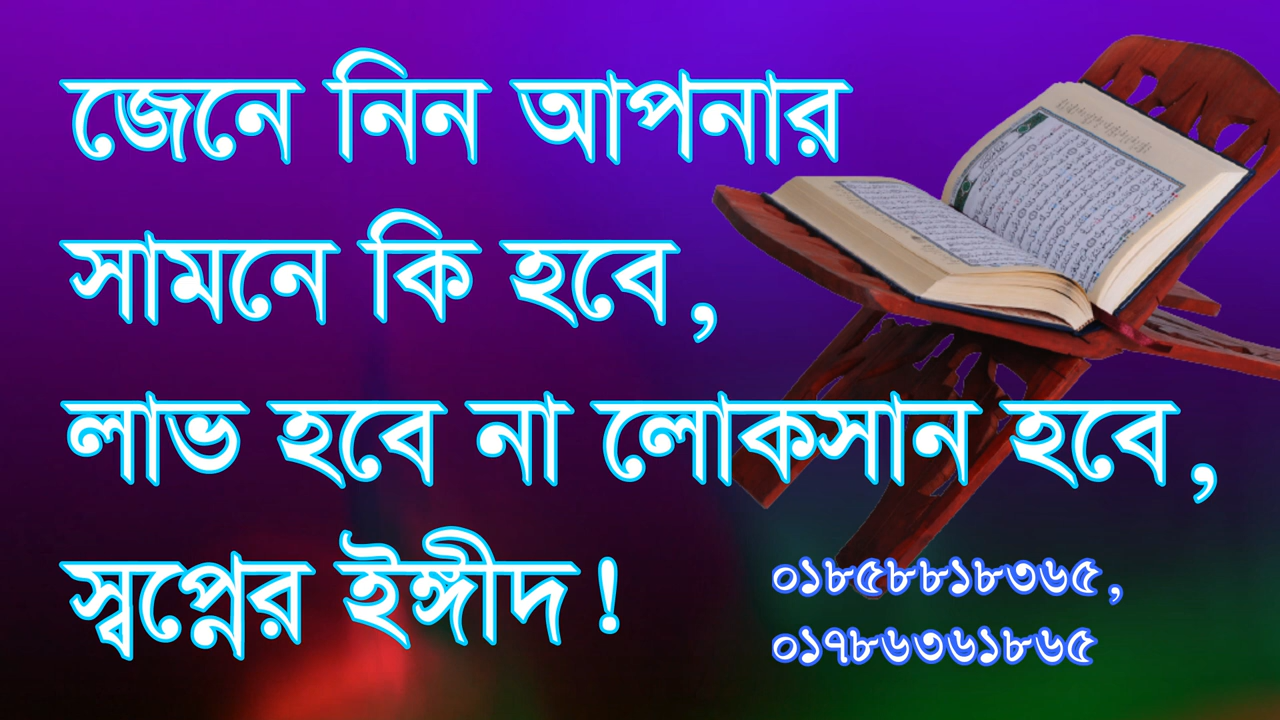 জেনে নিন আপনার
সামনে কি হবে,
লাভ হবে না লোকসান হবে,
স্বপ্নের ইঙ্গীদ!
০১৮৫৮৮১৮৩৬৫,
০১৭৮৬৩৬১৮৬৫